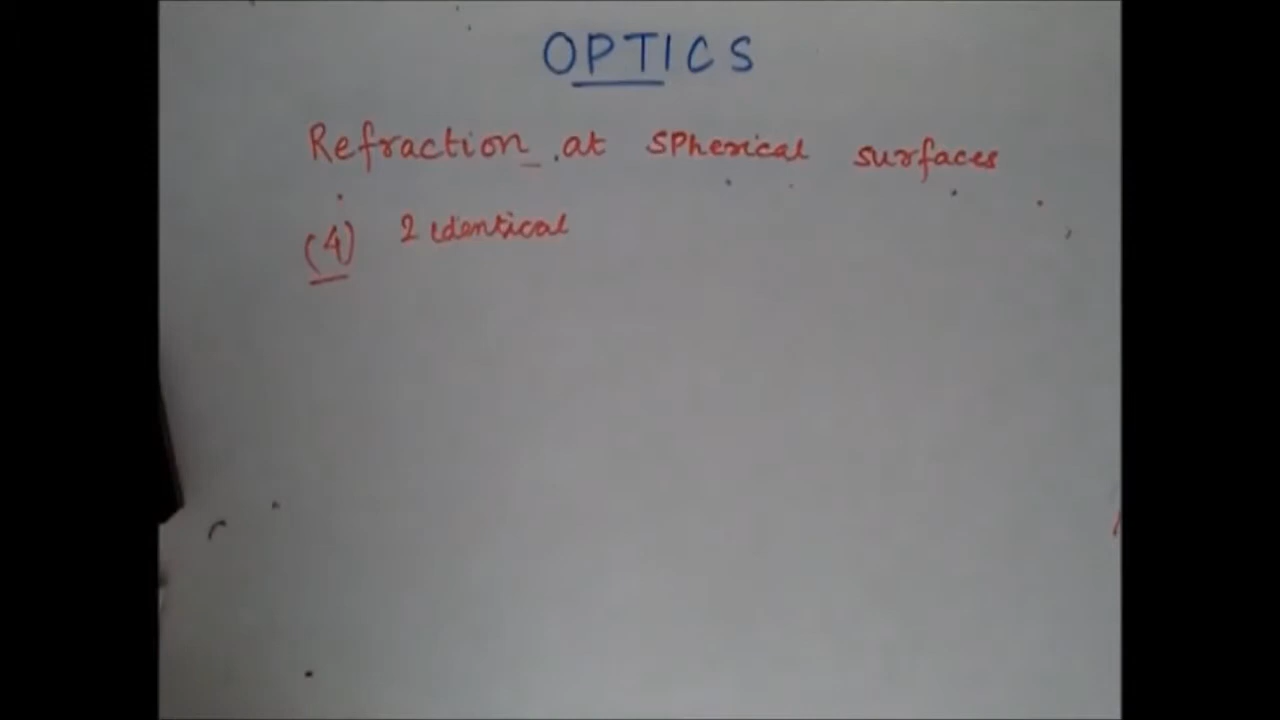 OPTICS
Refraction at spherical surfaces
(4) 2 identical